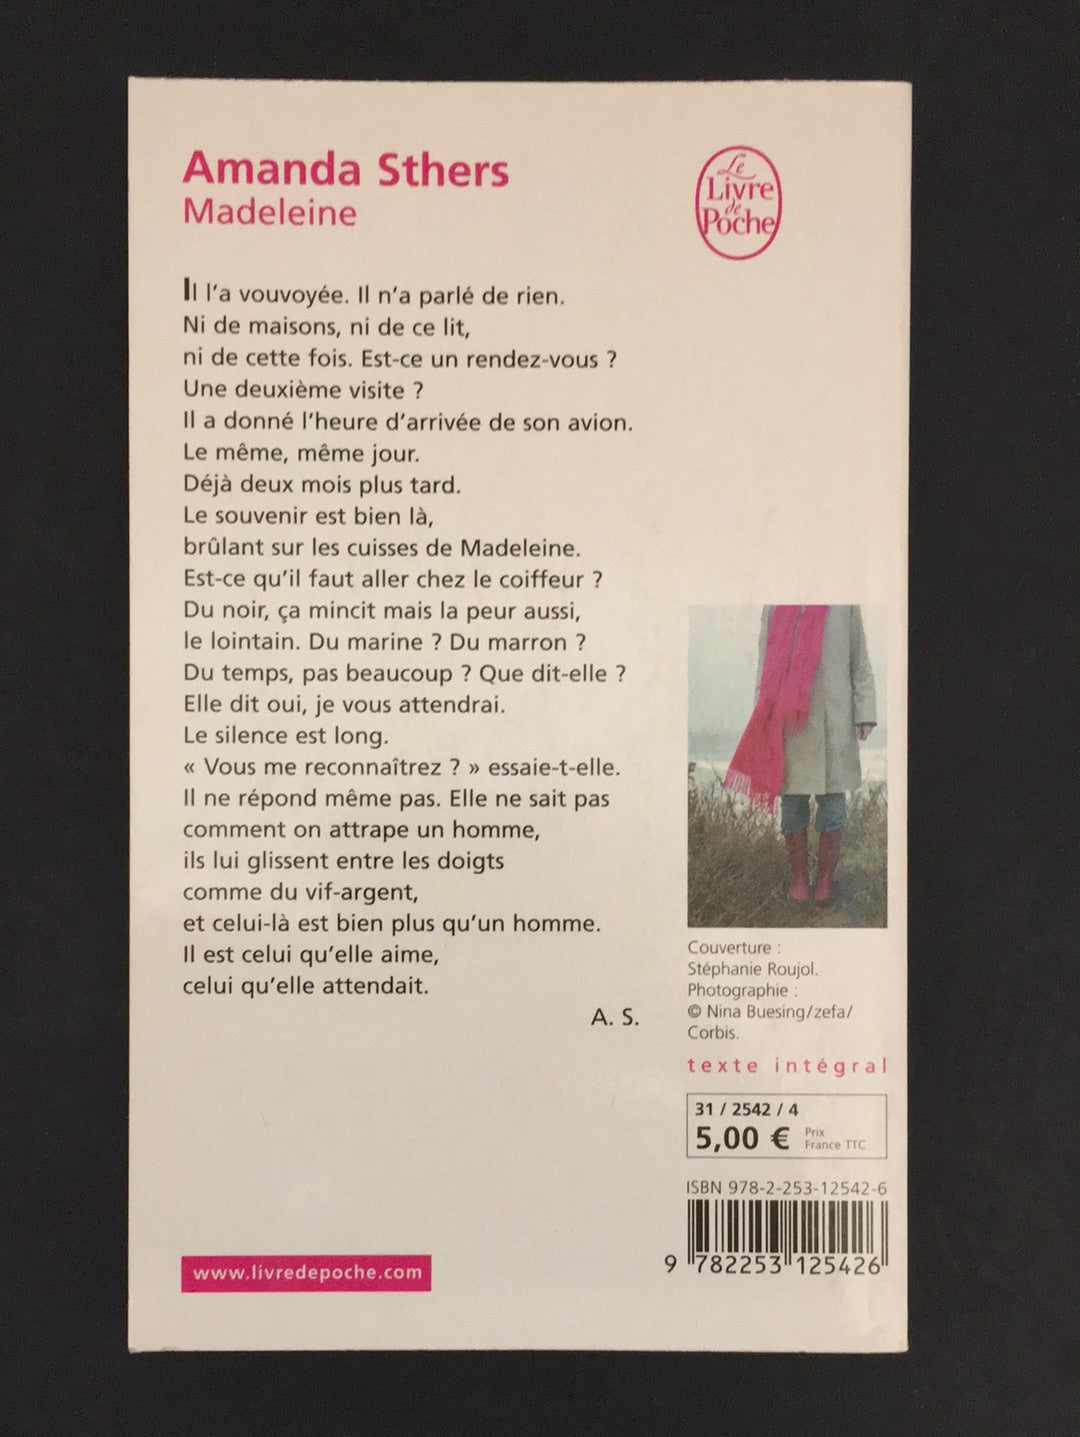 Amanda Sthers
Madeleine
Le
Livre
de
Poche
Il l'a vouvoyée. Il n'a parlé de rien.
Ni de maisons, ni de ce lit,
ni de cette fois. Est-ce un rendez-vous ?
Une deuxième visite ?
Il a donné l'heure d'arrivée de son avion.
Le même, même jour.
Déjà deux mois plus tard.
Le souvenir est bien là,
brûlant sur les cuisses de Madeleine.
Est-ce qu'il faut aller chez le coiffeur ?
Du noir, ça mincit mais la peur aussi,
le lointain. Du marine ? Du marron ?
Du temps, pas beaucoup ? Que dit-elle ?
Elle dit oui, je vous attendrai.
Le silence est long.
« Vous me reconnaîtrez ? » essaie-t-elle.
Il ne répond même pas. Elle ne sait pas
comment on attrape un homme,
ils lui glissent entre les doigts
comme du vif-argent,
et celui-là est bien plus qu'un homme.
Il est celui qu'elle aime,
celui qu'elle attendait.
A. S.
Couverture :
Stéphanie Roujol.
Photographie :
© Nina Buesing/zefa/
Corbis.
texte intégral
31 / 2542 / 4
5,00 € Prix
France TTC
ISBN 978-2-253-12542-6
9 782253 125426
www.livredepoche.com